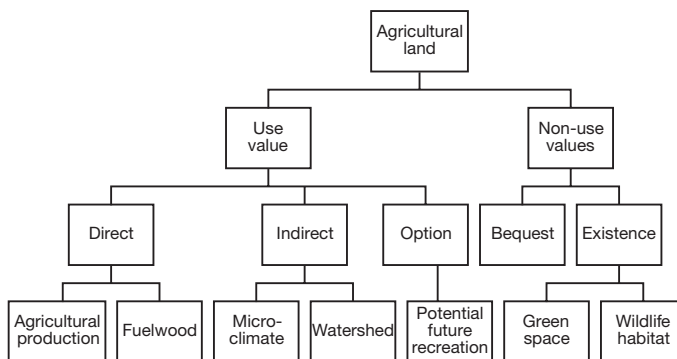 Agricultural
land
Use
value
Non-use
values
Direct
Indirect
Option
Bequest
Existence
Agricultural
production
Fuelwood
Micro-
climate
Watershed
Potential
future
recreation
Green
space
Wildlife
habitat